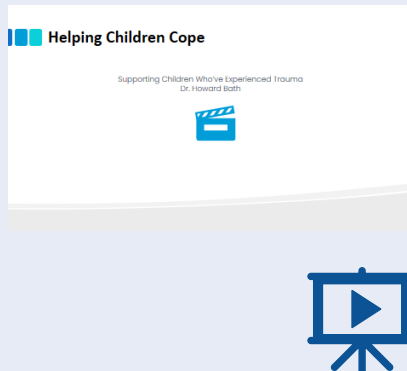 Helping Children Cope
Supporting Children Who've Experienced Trauma
Dr. Howard Bath